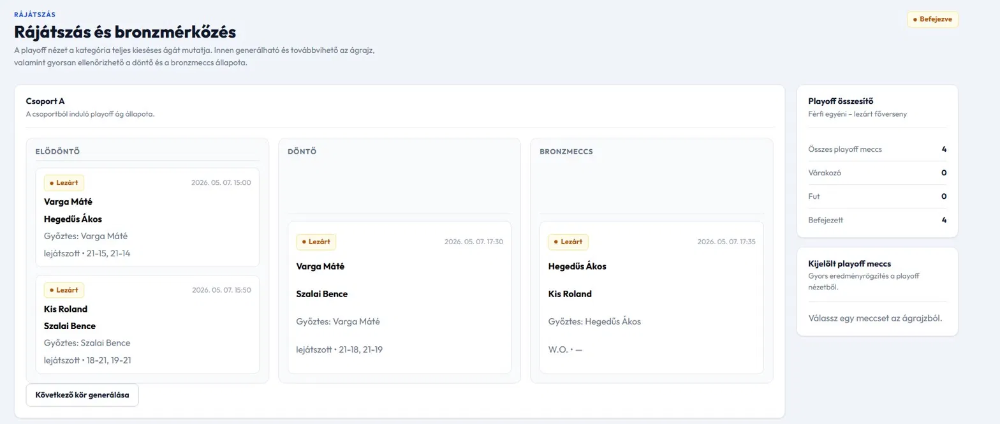 RÁJÁTSZÁS
Rájátszás és bronzmérkőzés
A playoff nézet a kategória teljes kieséses ágát mutatja. Innen generálható és továbbvihető az ágrajz,
valamint gyorsan ellenőrizhető a döntő és a bronzmeccs állapota.
Befejezve
Csoport A
A csoportból induló playoff ág állapota.
ELŐDÖNTŐ
Lezárt 2026. 05. 07. 15:00
Varga Máté
Hegedűs Ákos
Győztes: Varga Máté
lejátszott • 21-15, 21-14
Lezárt 2026. 05. 07. 15:50
Kis Roland
Szalai Bence
Győztes: Szalai Bence
lejátszott • 18-21, 19-21
DÖNTŐ
Lezárt 2026. 05. 07. 17:30
Varga Máté
Szalai Bence
Győztes: Varga Máté
lejátszott • 21-18, 21-19
BRONZMECCS
Lezárt 2026. 05. 07. 17:35
Hegedűs Ákos
Kis Roland
Győztes: Hegedűs Ákos
W.O. • —
Következő kör generálása
Playoff összesítő
Férfi egyéni – lezárt főverseny
Összes playoff meccs 4
Várakozó 0
Fut 0
Befejezett 4
Kijelölt playoff meccs
Gyors eredményrögzítés a playoff
nézetből.
Válassz egy meccset az ágrajzból.